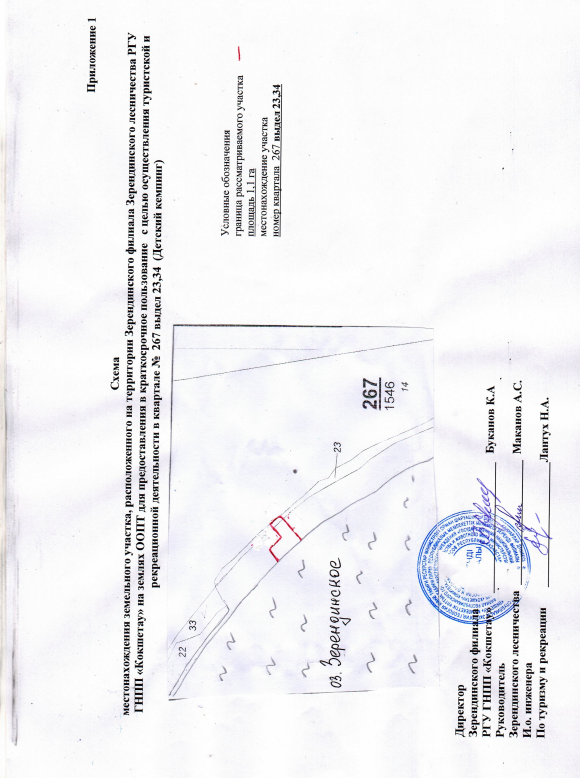 Приложение 1
Схема
местонахождения земельного участка, расположенного на территории Зерендинского филиала Зерендинского лесничества РГУ
ГНПП «Кокшетау» на землях ООПТ для предоставления в краткосрочное пользование с целью осуществления туристской и
рекреационной деятельности в квартале № 267 выдел 23,34 (Детский кемпинг)
Условные обозначения
граница рассматриваемого участка
площадь 1,1 га
местонахождение участка
номер квартала 267 выдел 23,34
22
33
23
267
1546
14
оз. Зерендинское
Директор
Зерендинского филиала
РГУ ГНПП «Кокшетау» Буканов К.А
Руководитель
Зерендинского лесничества Маканов А.С.
И.о. инженера
По туризму и рекреации Лантух Н.А.